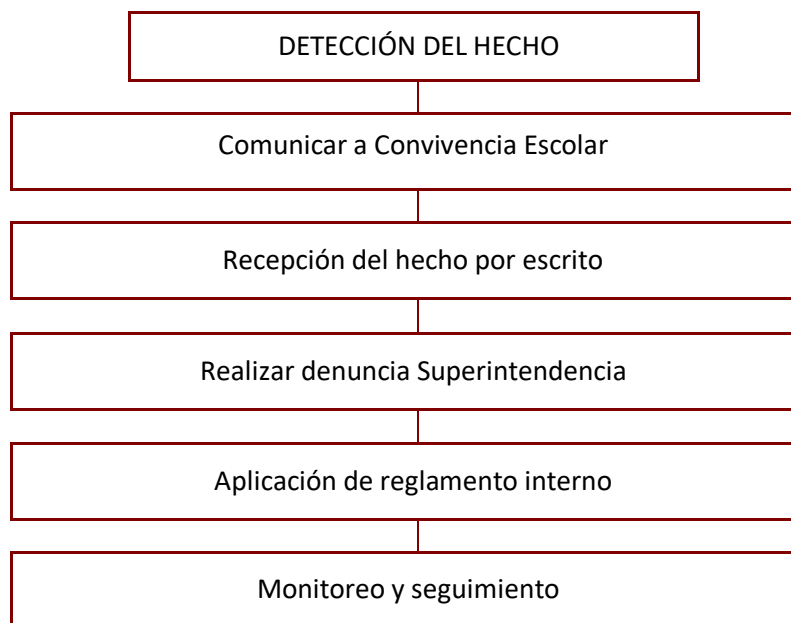 DETECCIÓN DEL HECHO
Comunicar a Convivencia Escolar
Recepción del hecho por escrito
Realizar denuncia Superintendencia
Aplicación de reglamento interno
Monitoreo y seguimiento